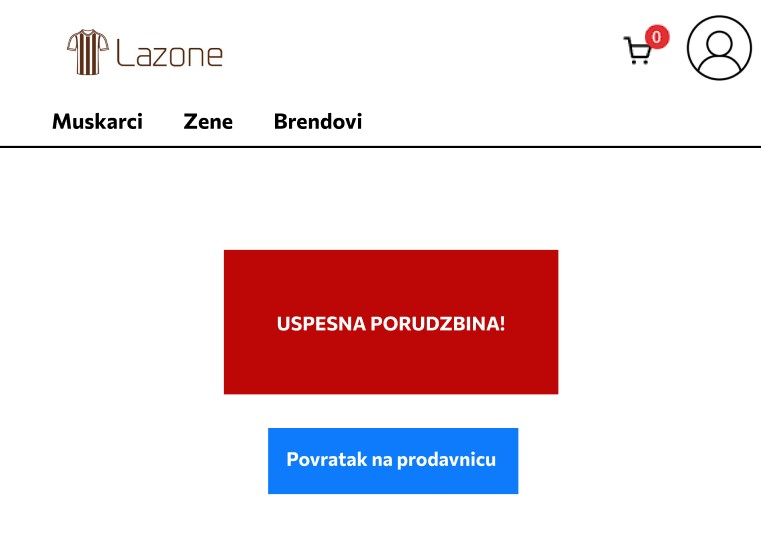 Lazone
0
Muskarci Zene Brendovi
USPESNA PORUDZBINA!
Povratak na prodavnicu